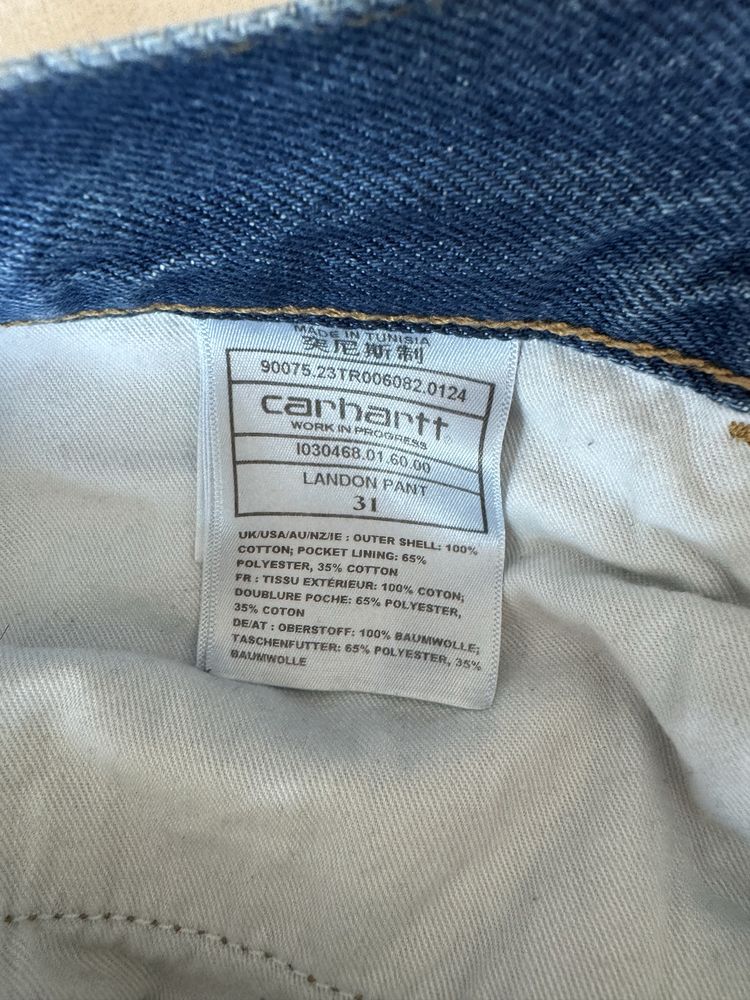 MADE IN TUNISIA
突尼斯制
90075.23TR006082.0124
carhartt
WORK IN PROGRESS
I030468.01.60.00
LANDON PANT
31
UK/USA/AU/NZ/IE : OUTER SHELL: 100%
COTTON; POCKET LINING: 65%
POLYESTER, 35% COTTON
FR : TISSU EXTÉRIEUR: 100% COTON;
DOUBLURE POCHE: 65% POLYESTER,
35% COTON
DE/AT : OBERSTOFF: 100% BAUMWOLLE;
TASCHENFUTTER: 65% POLYESTER, 35%
BAUMWOLLE